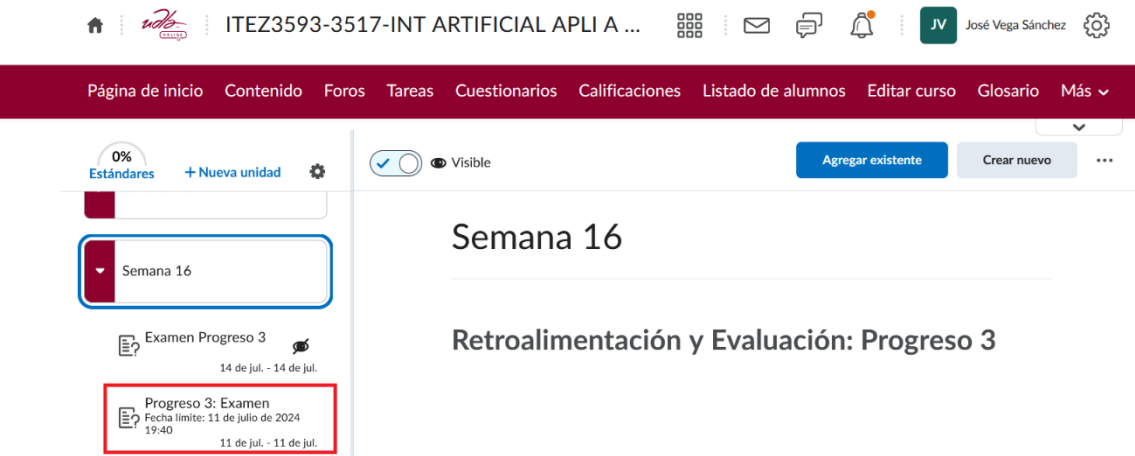 udla
ONLINE
ITEZ3593-3517-INT ARTIFICIAL APLI A ...
JV
José Vega Sánchez
Página de inicio Contenido Foros Tareas Cuestionarios Calificaciones Listado de alumnos Editar curso Glosario Más
0%
Estándares
+ Nueva unidad
Visible
Agregar existente
Crear nuevo
Semana 16
Examen Progreso 3
14 de jul. - 14 de jul.
Progreso 3: Examen
Fecha límite: 11 de julio de 2024
19:40
11 de jul. - 11 de jul.
Semana 16
Retroalimentación y Evaluación: Progreso 3